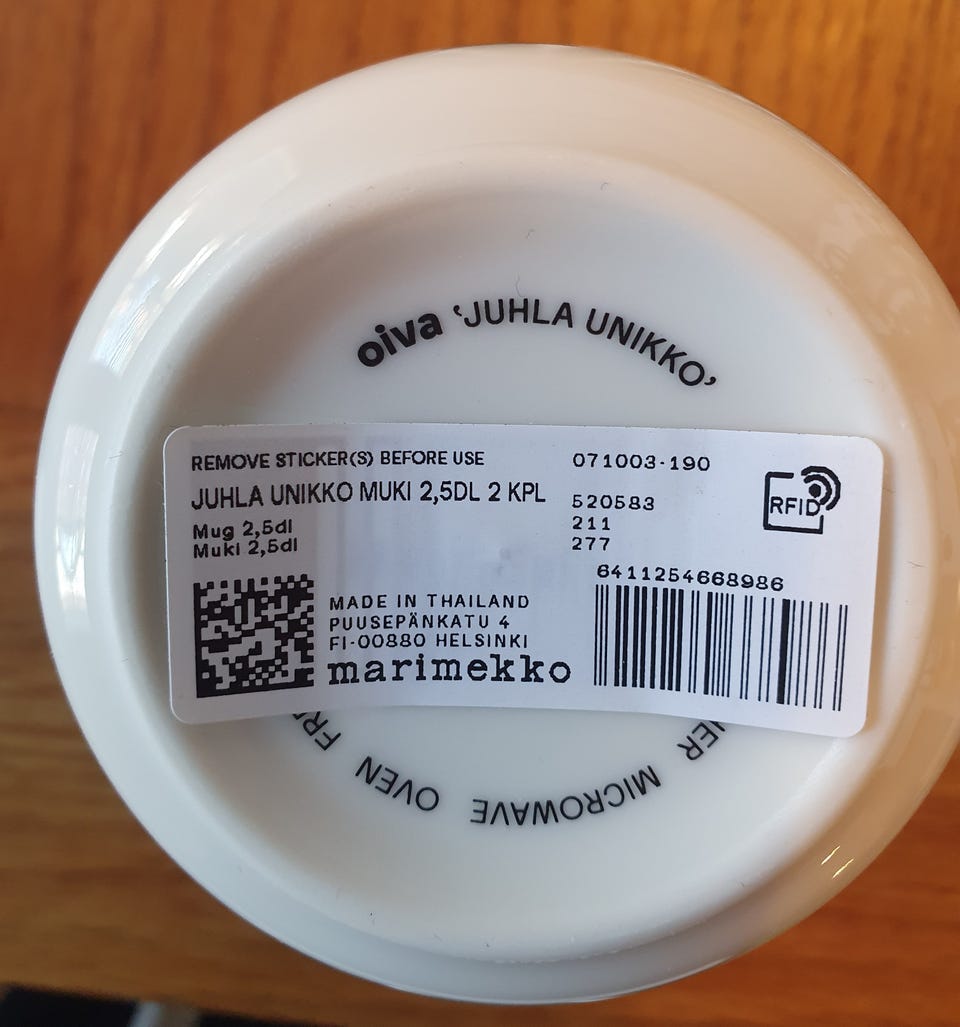 oiva 'JUHLA UNIKKO'
REMOVE STICKER(S) BEFORE USE
JUHLA UNIKKO MUKI 2,5DL 2 KPL
Mug 2,5dl
Muki 2,5dl
071003-190
520583
211
277
RFID
6411254668986
MADE IN THAILAND
PUUSEPÄNKATU 4
FI-00880 HELSINKI
marimekko
MICROWAVE OVEN